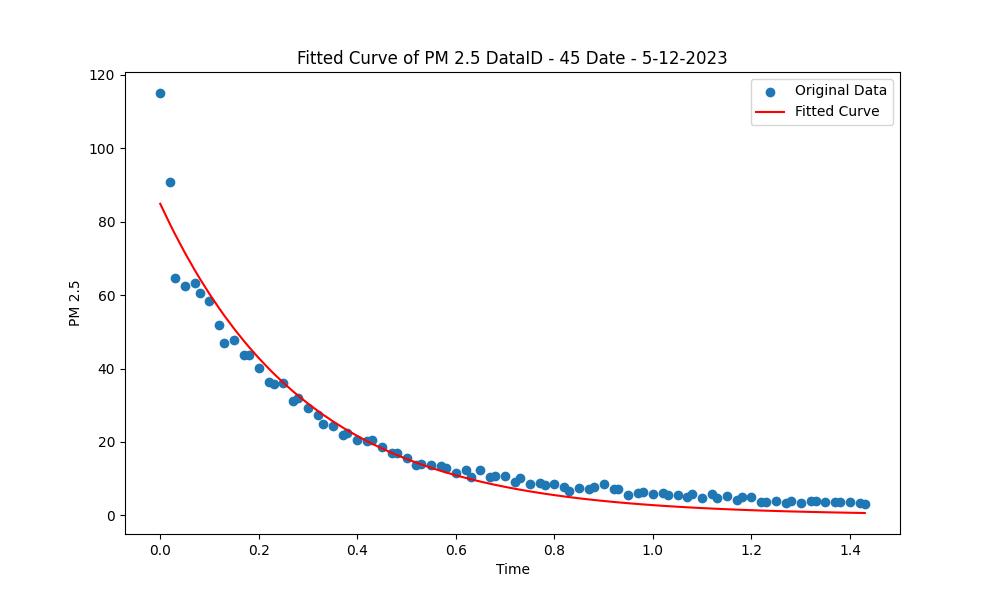 Fitted Curve of PM 2.5 DataID - 45 Date - 5-12-2023
Original Data
Fitted Curve
120
100
80
60
40
20
0
PM 2.5
0.0 0.2 0.4 0.6 0.8 1.0 1.2 1.4
Time